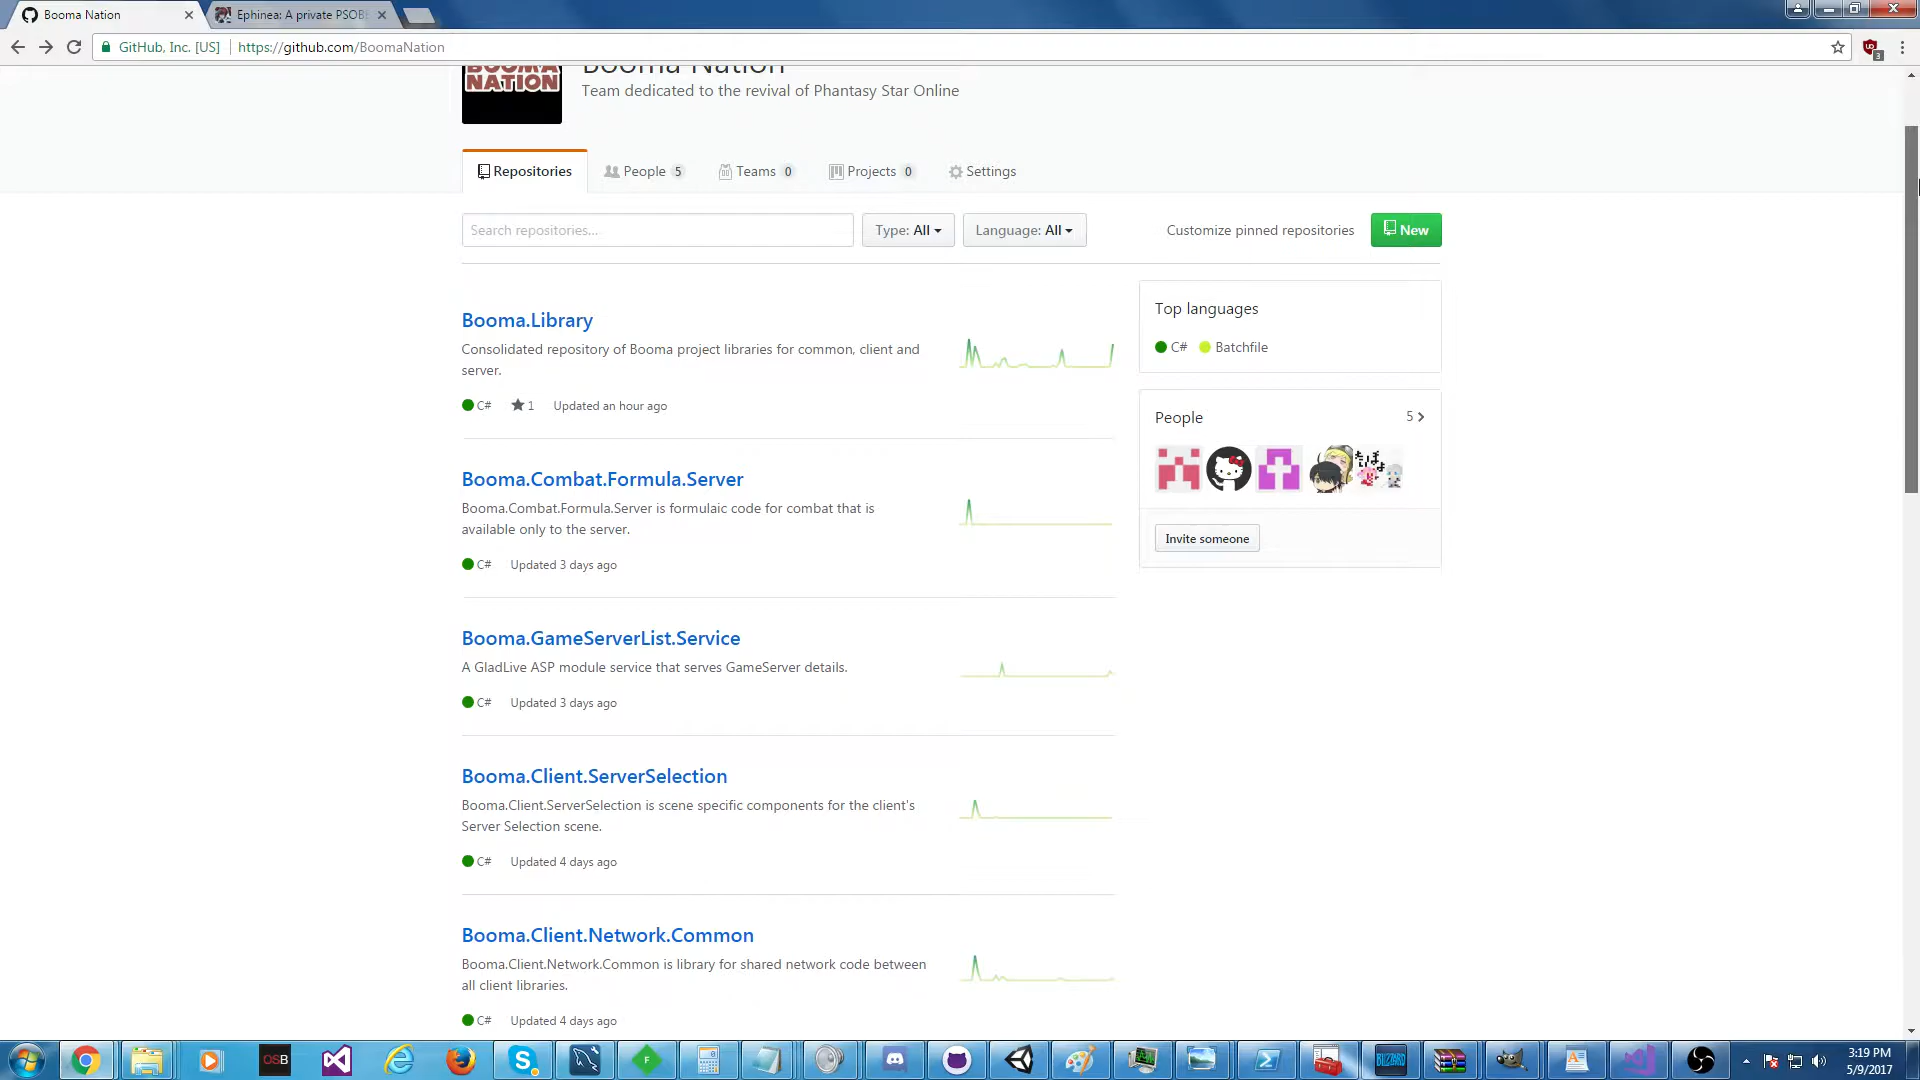 Booma Nation
Ephinea: A private PSOB
GitHub, Inc. [US]
https://github.com/BoomaNation
3
BOOMA
NATION
Booma Nation
Team dedicated to the revival of Phantasy Star Online
Repositories
People 5
Teams 0
Projects 0
Settings
Search repositories...
Type: All
Language: All
Customize pinned repositories
New
Booma.Library
Consolidated repository of Booma project libraries for common, client and
server.
C# 1 Updated an hour ago
Top languages
C# Batchfile
People 5
Invite someone
Booma.Combat.Formula.Server
Booma.Combat.Formula.Server is formulaic code for combat that is
available only to the server.
C# Updated 3 days ago
Booma.GameServerList.Service
A GladLive ASP module service that serves GameServer details.
C# Updated 3 days ago
Booma.Client.ServerSelection
Booma.Client.ServerSelection is scene specific components for the client's
Server Selection scene.
C# Updated 4 days ago
Booma.Client.Network.Common
Booma.Client.Network.Common is library for shared network code between
all client libraries.
C# Updated 4 days ago
OSB
F
BLIZZARD
3:19 PM
5/9/2017